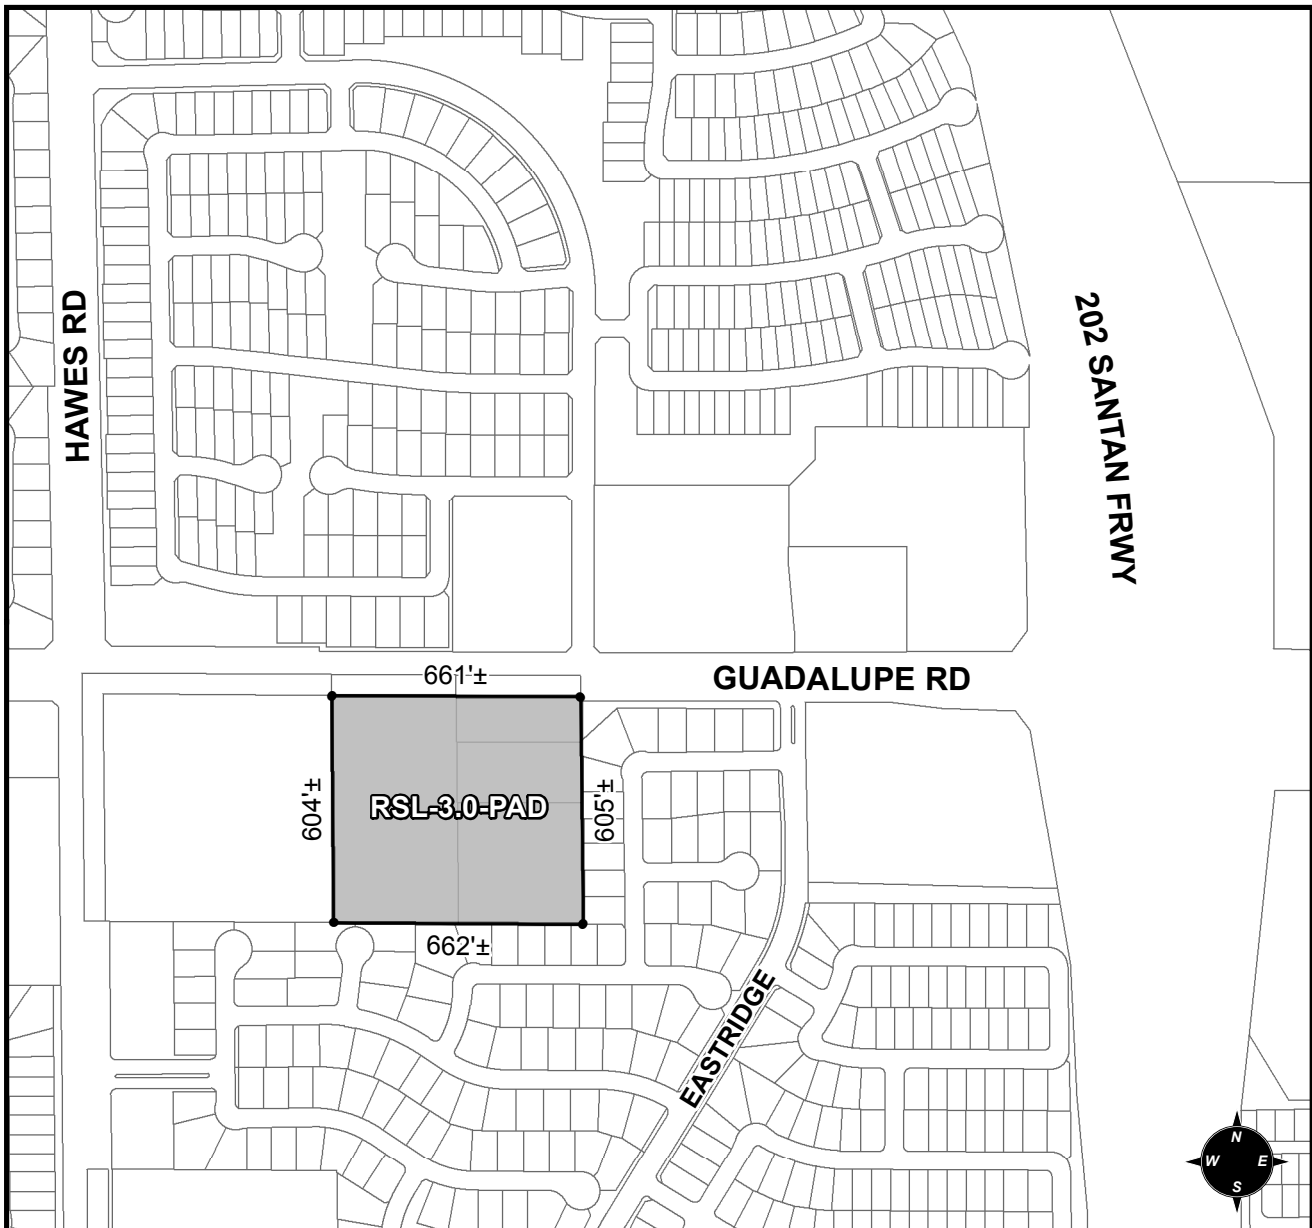 HAWES RD
202 SANTAN FRWY
661'±
GUADALUPE RD
604'±
RSL-3.0-PAD
605'±
662'±
EASTRIDGE
N
W E
S